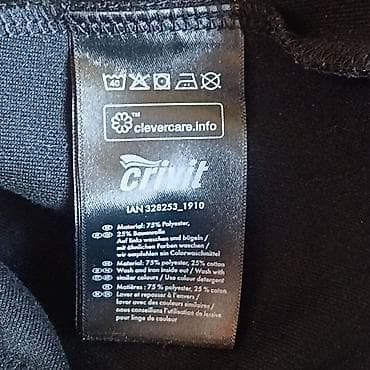 40
TM
clevercare.info
crivit
IAN 328253_1910
Material: 75% Polyester,
25% Baumwolle
Auf links waschen und bügeln /
mit ähnlichen Farben waschen /
wir empfehlen ein Colorwaschmittel
Material: 75% polyester, 25% cotton
Wash and iron inside out / Wash with
similar colours / Use colour detergent
Matières : 75% polyester, 25 % coton
Laver et repasser à l'envers /
laver avec des couleurs similaires /
nous conseillons l'utilisation de lessive
pour linge de couleur